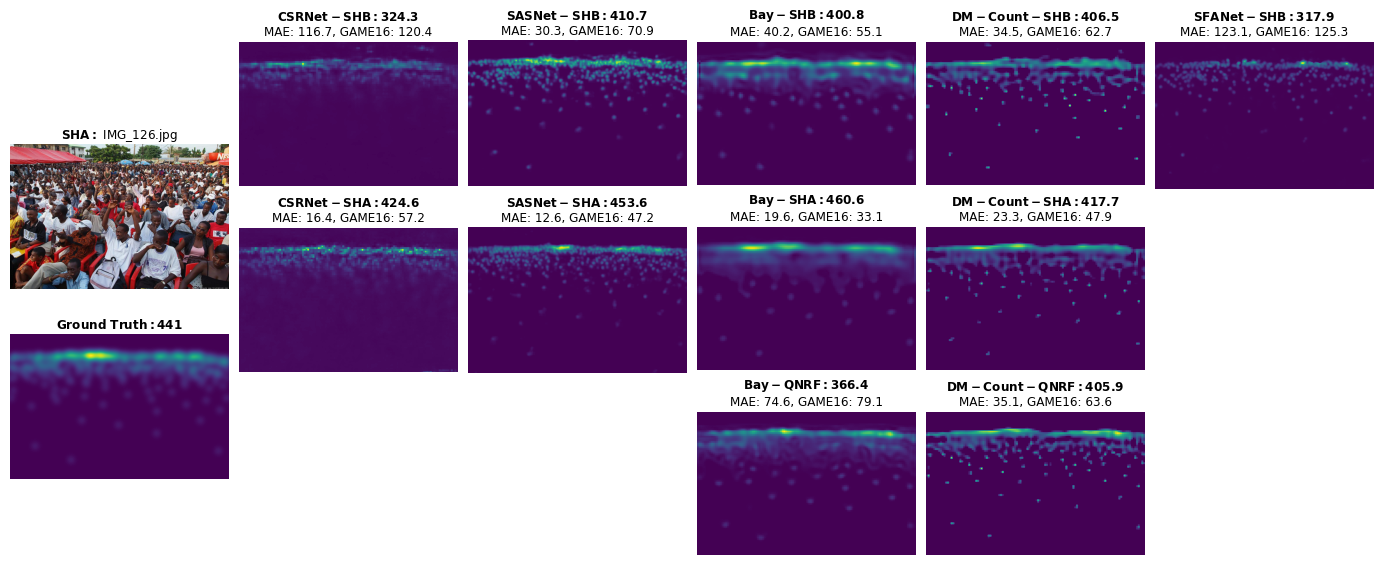 CSRNet−SHB: 324.3
MAE: 116.7, GAME16: 120.4
SASNet−SHB: 410.7
MAE: 30.3, GAME16: 70.9
Bay−SHB: 400.8
MAE: 40.2, GAME16: 55.1
DM−Count−SHB: 406.5
MAE: 34.5, GAME16: 62.7
SFANet−SHB: 317.9
MAE: 123.1, GAME16: 125.3
SHA: IMG_126.jpg
CSRNet−SHA: 424.6
MAE: 16.4, GAME16: 57.2
SASNet−SHA: 453.6
MAE: 12.6, GAME16: 47.2
Bay−SHA: 460.6
MAE: 19.6, GAME16: 33.1
DM−Count−SHA: 417.7
MAE: 23.3, GAME16: 47.9
Ground Truth: 441
Bay−QNRF: 366.4
MAE: 74.6, GAME16: 79.1
DM−Count−QNRF: 405.9
MAE: 35.1, GAME16: 63.6